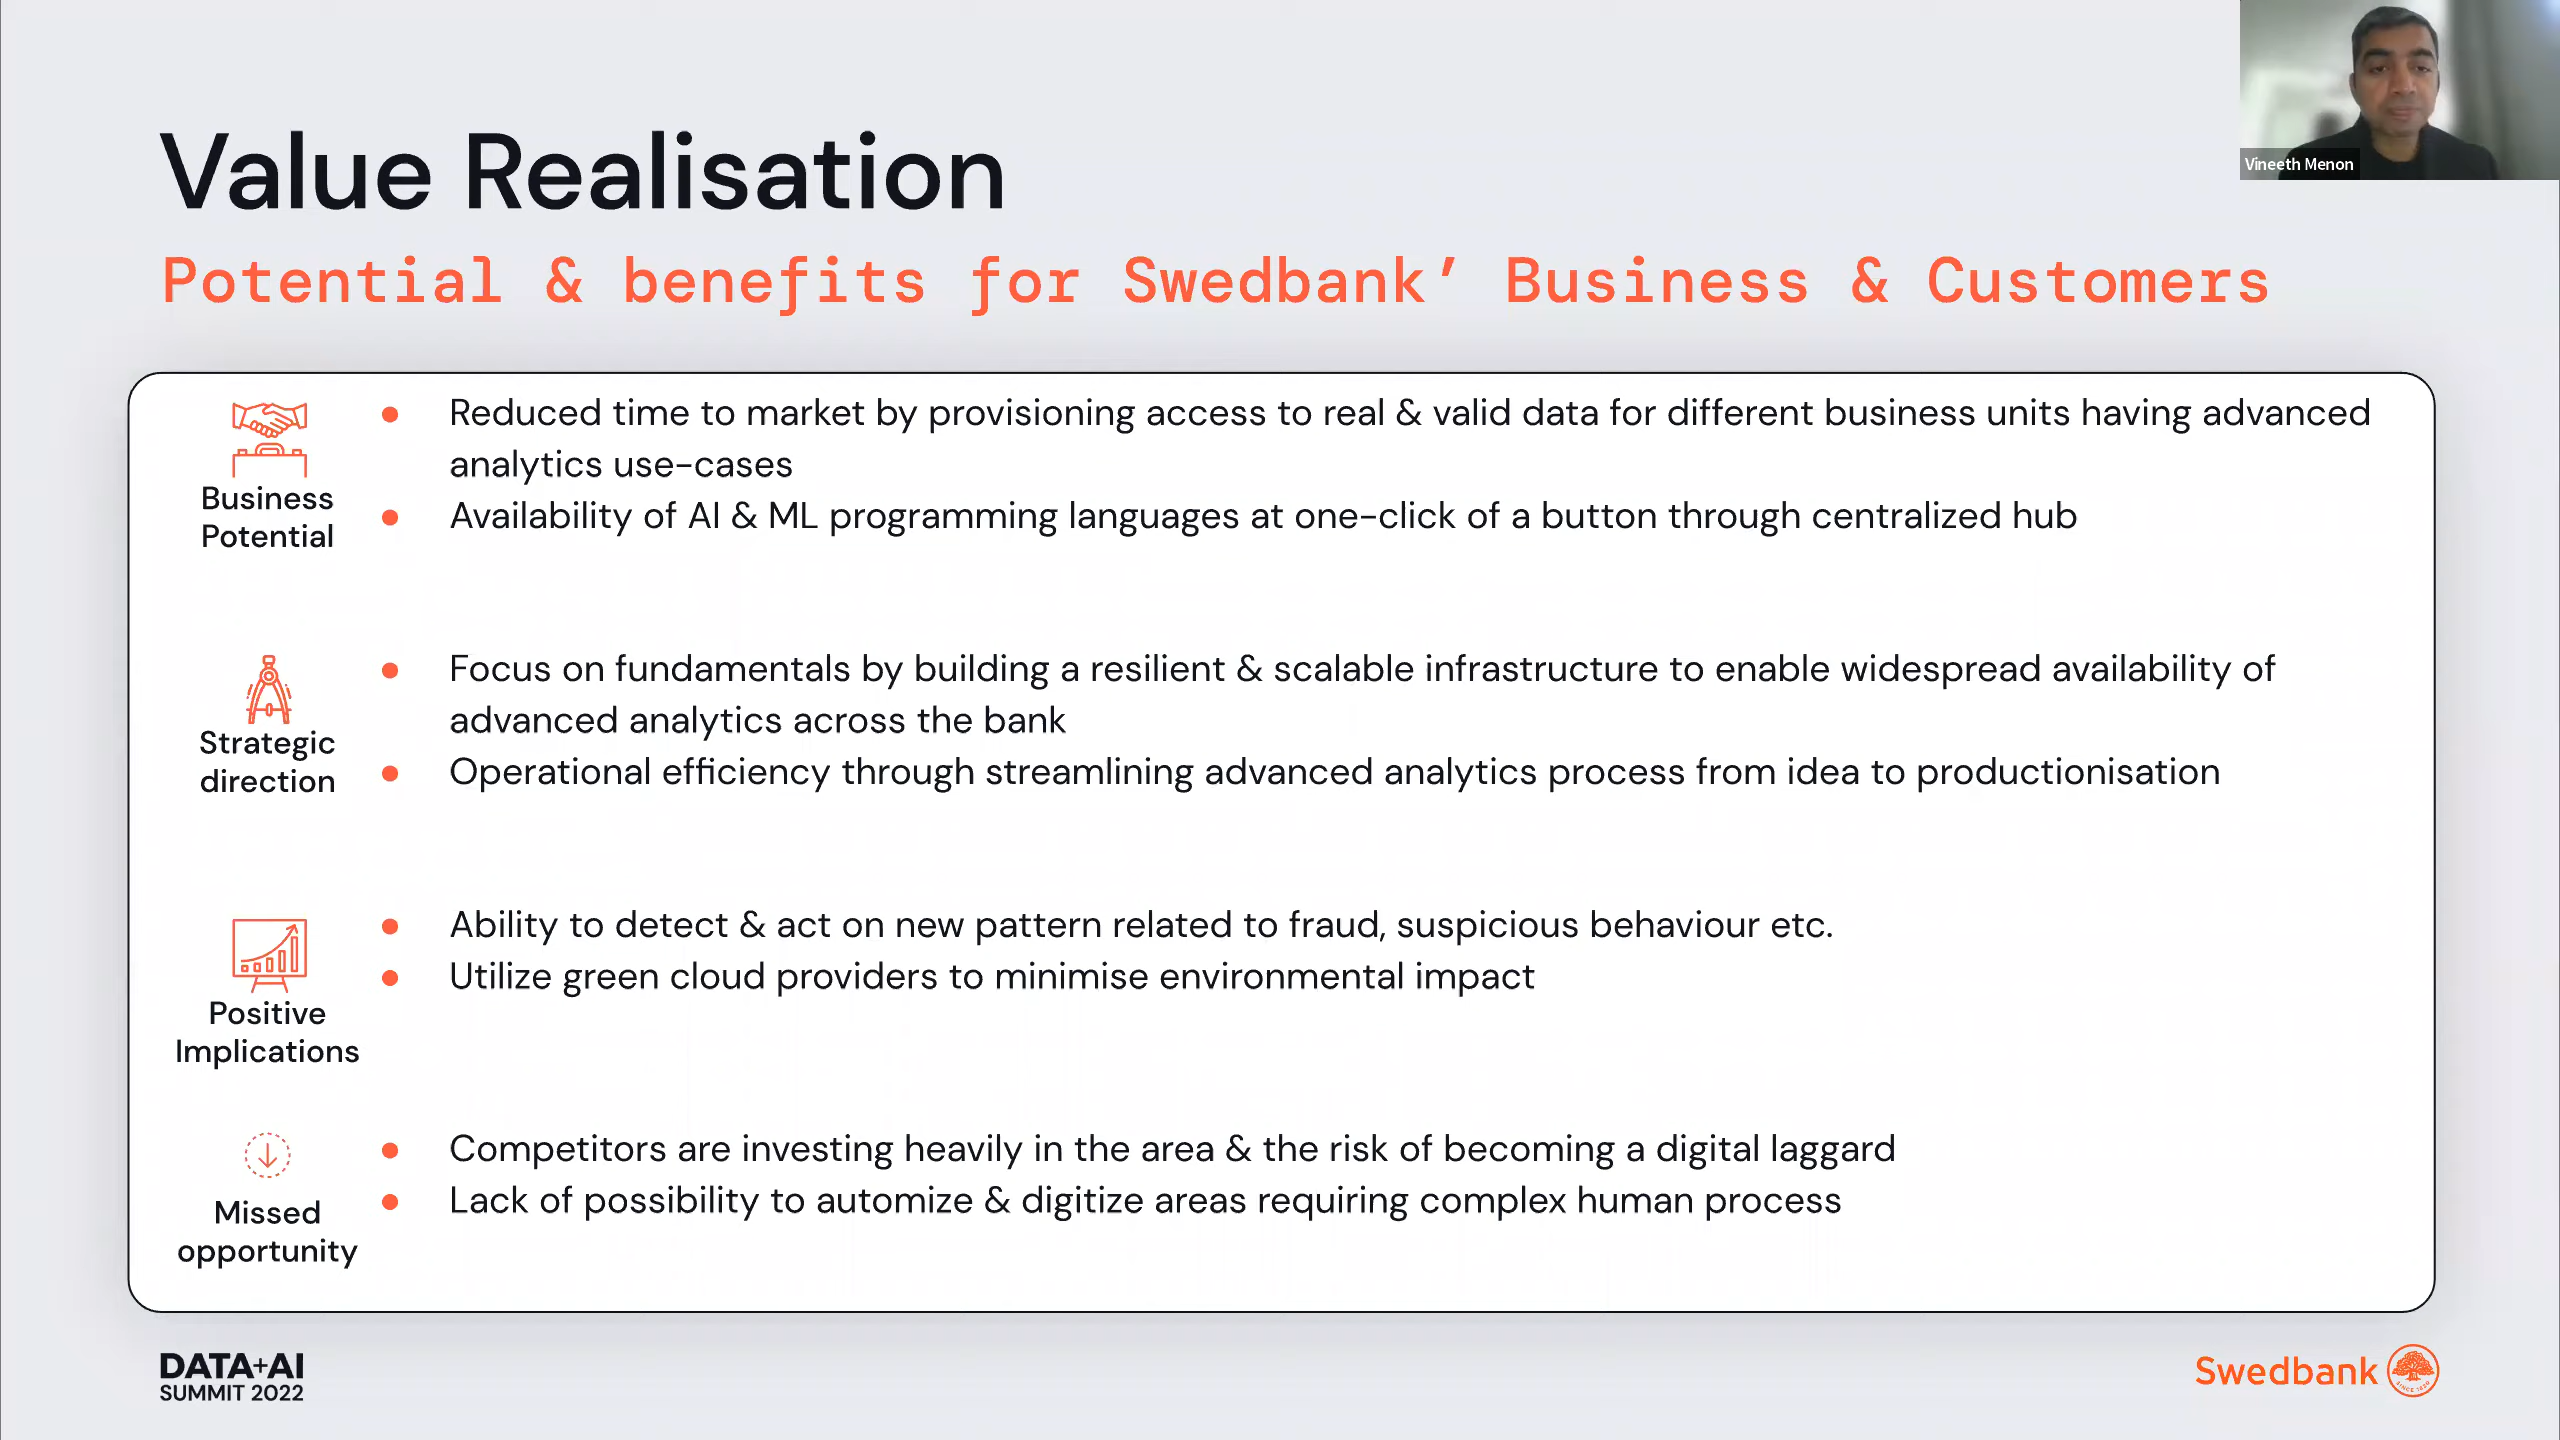 Vineeth Menon
Value Realisation
Potential & benefits for Swedbank’ Business & Customers
Business
Potential
• Reduced time to market by provisioning access to real & valid data for different business units having advanced
analytics use-cases
• Availability of AI & ML programming languages at one-click of a button through centralized hub
Strategic
direction
• Focus on fundamentals by building a resilient & scalable infrastructure to enable widespread availability of
advanced analytics across the bank
• Operational efficiency through streamlining advanced analytics process from idea to productionisation
Positive
Implications
• Ability to detect & act on new pattern related to fraud, suspicious behaviour etc.
• Utilize green cloud providers to minimise environmental impact
Missed
opportunity
• Competitors are investing heavily in the area & the risk of becoming a digital laggard
• Lack of possibility to automize & digitize areas requiring complex human process
DATA+AI
SUMMIT 2022
Swedbank